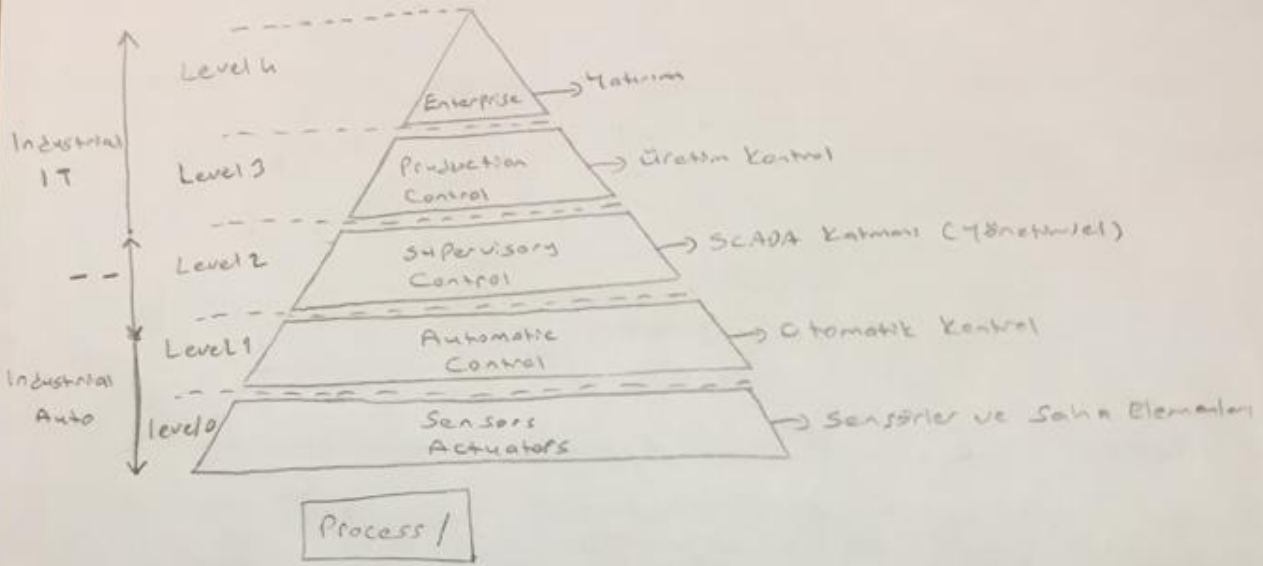 Level 4
Enterprise
Yatırım
Industrial
IT
Level 3
Production
Control
Üretim Kontrol
Level 2
Supervisory
Control
SCADA Katmanı (Yönetimsel)
Level 1
Automatic
Control
Otomatik Kontrol
Industrial
Auto
Level 0
Sensors
Actuators
Sensörler ve Saha Elemanları
Process /